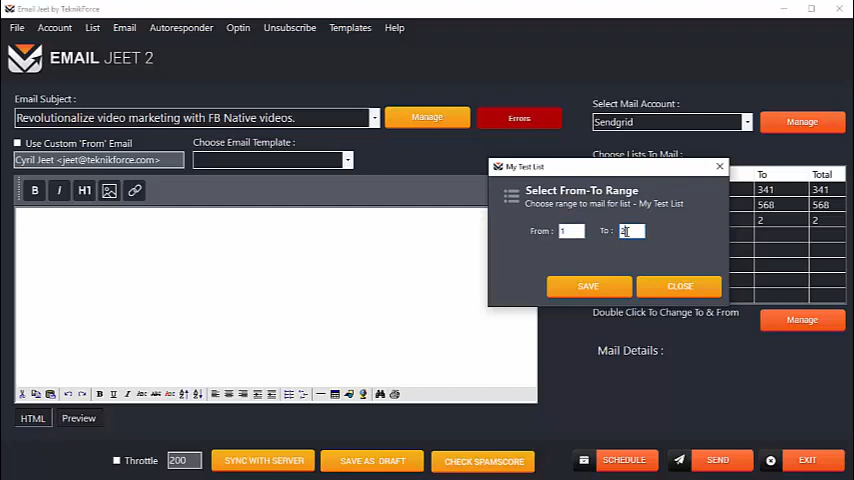 Email Jeet by TeknikForce
File Account List Email Autoresponder Optin Unsubscribe Templates Help
EMAIL JEET 2
Email Subject :
Revolutionalize video marketing with FB Native videos.
Manage
Errors
Select Mail Account :
Sendgrid
Manage
Use Custom 'From' Email
Choose Email Template :
Cyril Jeet <jeet@teknikforce.com>
Choose Lists To Mail :
To Total
341 341
568 568
2 2
My Test List
Select From-To Range
Choose range to mail for list - My Test List
From : 1 To : 2
SAVE CLOSE
B I H1
Double Click To Change To & From
Manage
Mail Details :
B I U Abc ABC Abc
HTML Preview
Throttle 200 SYNC WITH SERVER SAVE AS DRAFT CHECK SPAMSCORE SCHEDULE SEND EXIT